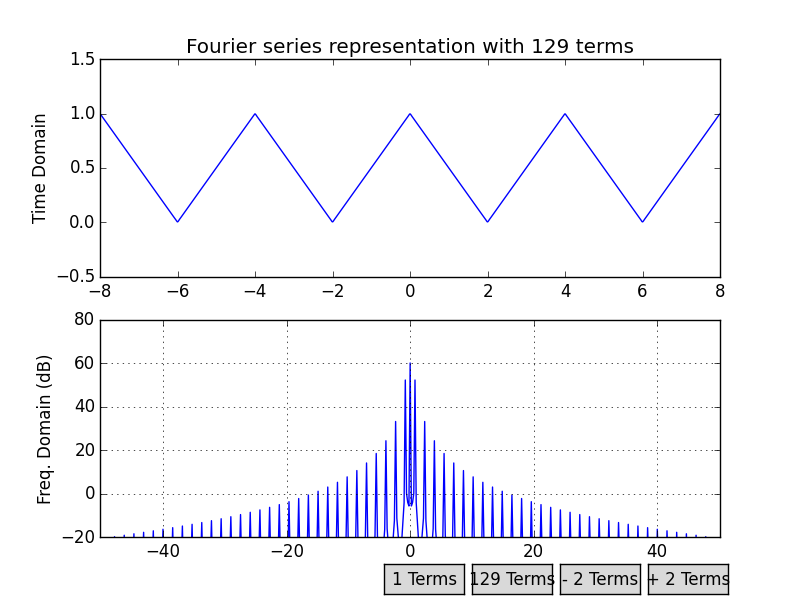 Fourier series representation with 129 terms
1.5
1.0
0.5
0.0
−0.5
Time Domain
−8 −6 −4 −2 0 2 4 6 8
80
60
40
20
0
−20
Freq. Domain (dB)
−40 −20 0 20 40
1 Terms 129 Terms - 2 Terms + 2 Terms